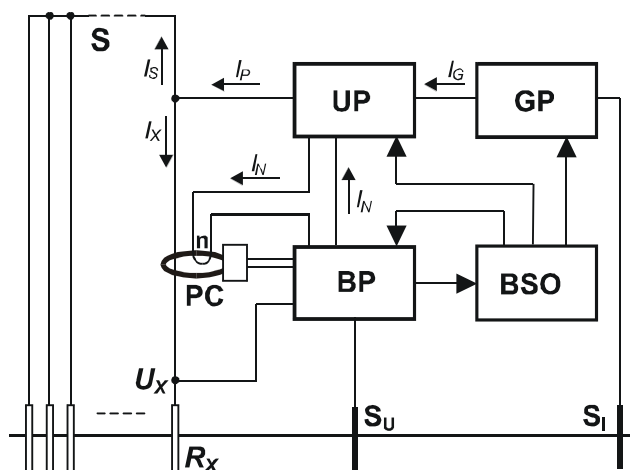 S
I_S
I_P
UP
I_G
GP
I_X
I_N
I_N
n
PC
BP
BSO
U_X
S_U
S_I
R_X